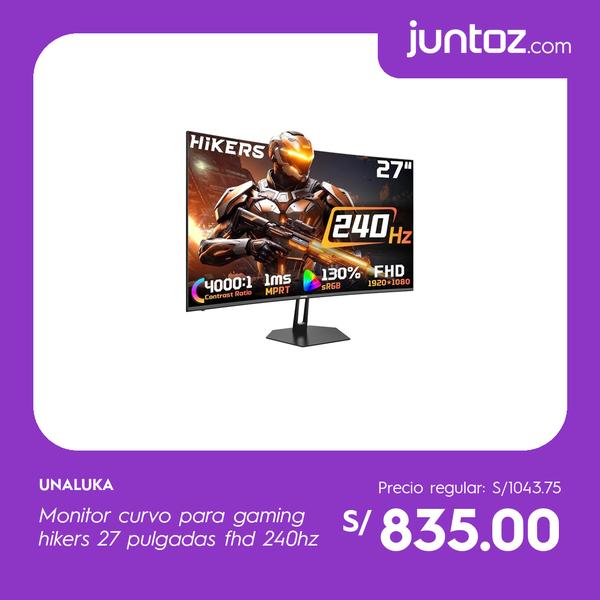 juntoz.com
HiKERS
27"
240Hz
4000:1
Contrast Ratio
1ms
MPRT
130%
sRGB
FHD
1920*1080
UNALUKA
Monitor curvo para gaming
hikers 27 pulgadas fhd 240hz
Precio regular: S/1043.75
S/ 835.00